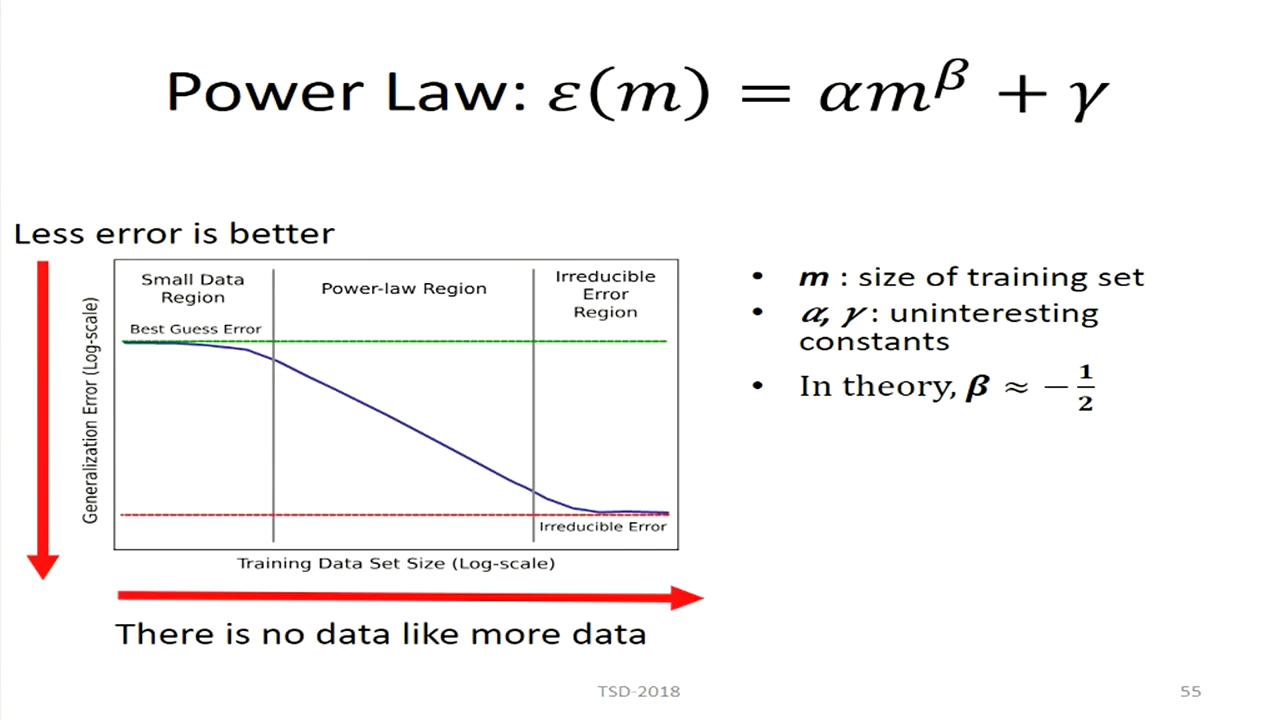 Power Law: ε(m) = αm^β + γ
Less error is better
Small Data
Region
Power-law Region
Irreducible
Error
Region
Best Guess Error
Generalization Error (Log-scale)
Irreducible Error
Training Data Set Size (Log-scale)
There is no data like more data
• m : size of training set
• α, γ : uninteresting
constants
• In theory, β ≈ −1/2
TSD-2018
55